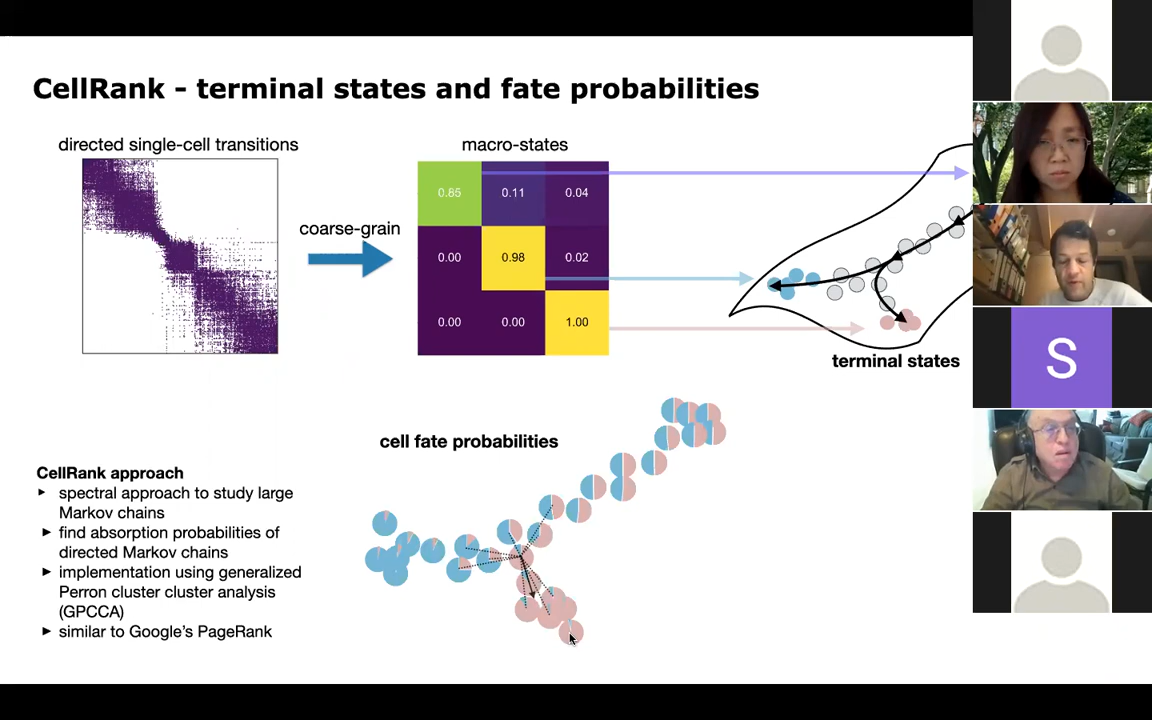 CellRank - terminal states and fate probabilities
directed single-cell transitions
macro-states
0.85 0.11 0.04
coarse-grain
0.00 0.98 0.02
0.00 0.00 1.00
terminal states
S
cell fate probabilities
CellRank approach
► spectral approach to study large
Markov chains
► find absorption probabilities of
directed Markov chains
► implementation using generalized
Perron cluster cluster analysis
(GPCCA)
► similar to Google's PageRank